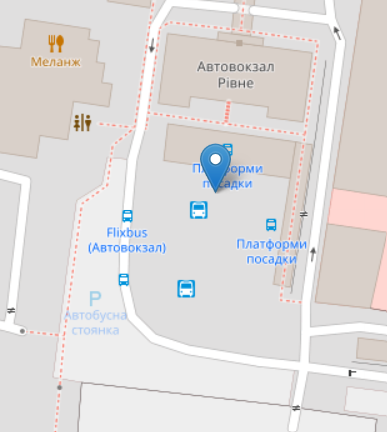 Меланж
Автовокзал
Рівне
Платформи
посадки
Flixbus
(Автовокзал)
Платформи
посадки
P
Автобусна
стоянка